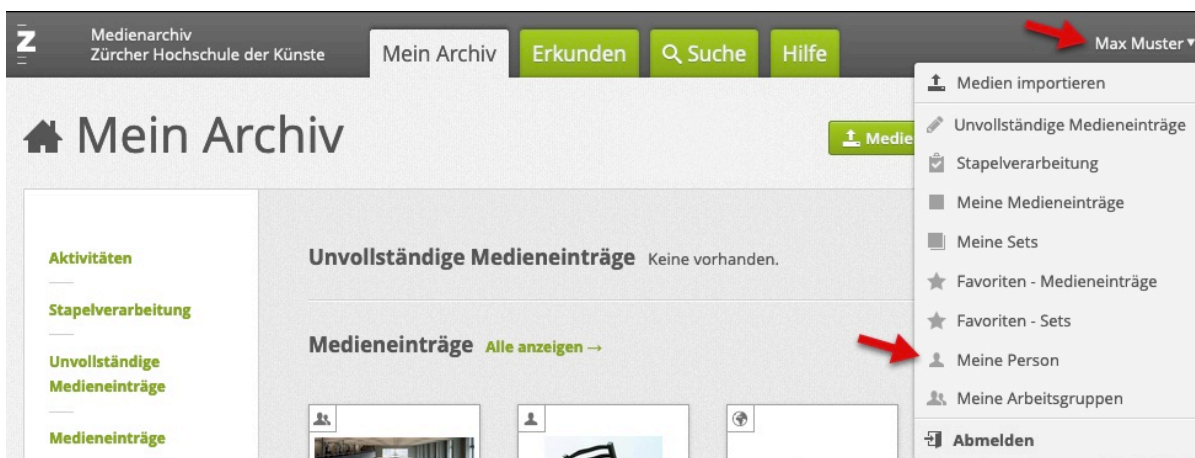 Z
Medienarchiv
Zürcher Hochschule der Künste
Mein Archiv
Erkunden
Suche
Hilfe
Max Muster
Mein Archiv
Medie
Medien importieren
Unvollständige Medieneinträge
Stapelverarbeitung
Meine Medieneinträge
Meine Sets
Favoriten - Medieneinträge
Favoriten - Sets
Meine Person
Meine Arbeitsgruppen
Abmelden
Aktivitäten
Stapelverarbeitung
Unvollständige
Medieneinträge
Medieneinträge
Unvollständige Medieneinträge Keine vorhanden.
Medieneinträge Alle anzeigen →